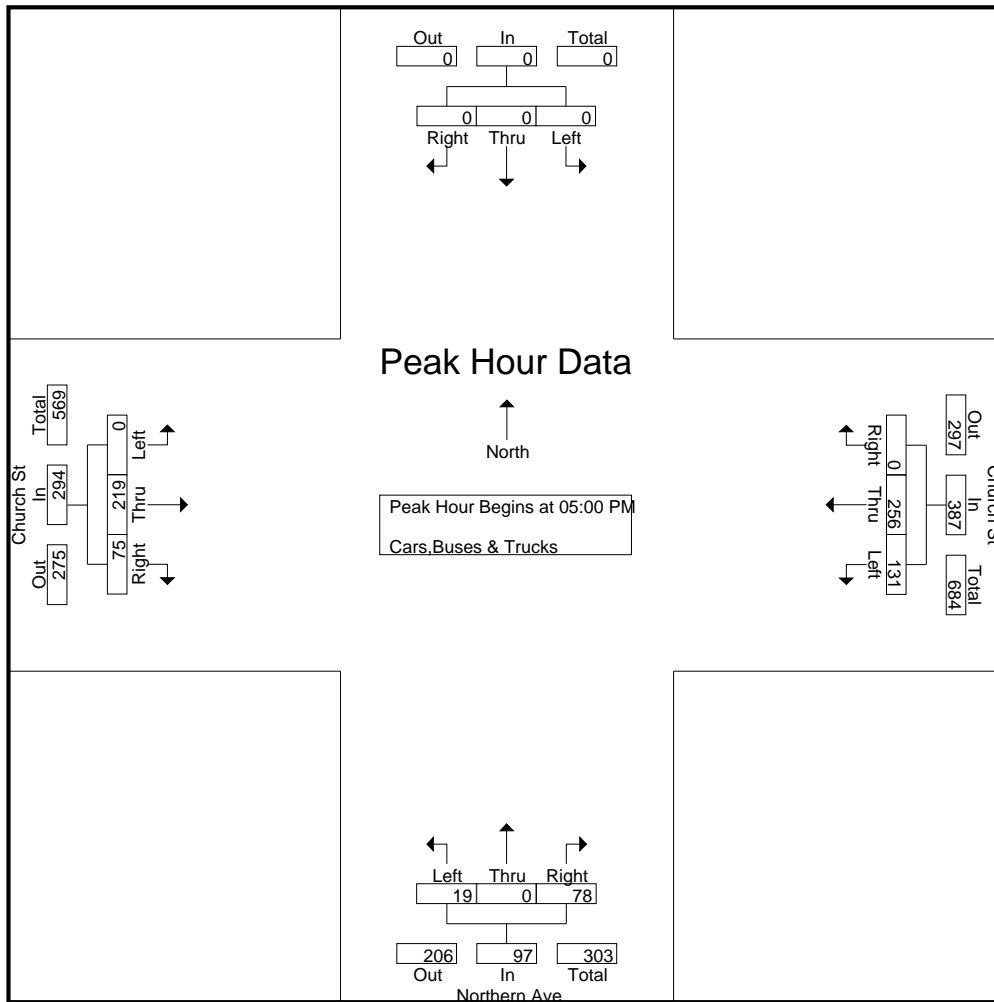 Out In Total
0 0 0
0 0 0
Right Thru Left
Peak Hour Data
North
Peak Hour Begins at 05:00 PM
Cars,Buses & Trucks
Church St
Total In Out
569 294 275
0 219 75
Left Thru Right
Right Thru Left
0 256 131
297 387 684
Out In Total
Church St
Left Thru Right
19 0 78
206 97 303
Out In Total
Northern Ave